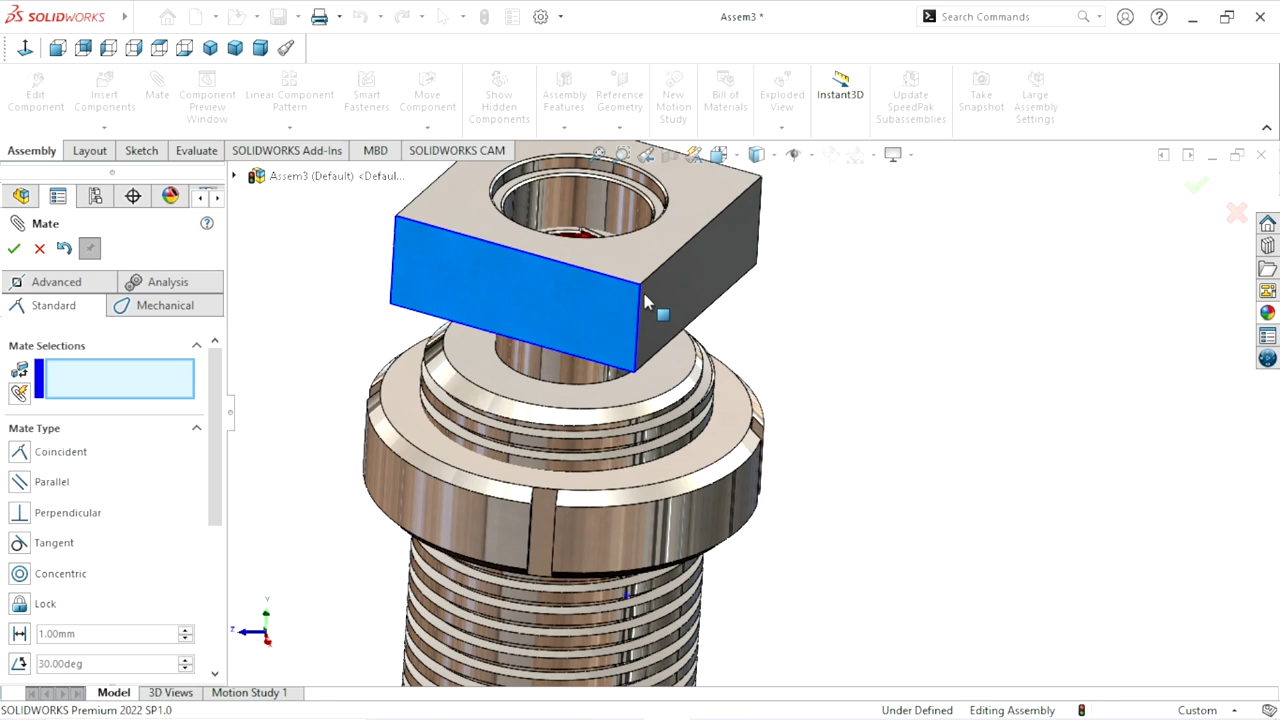 SOLIDWORKS
Assem3 *
Search Commands
Edit Component
Insert Components
Mate
Component Preview Window
Linear Component Pattern
Smart Fasteners
Move Component
Show Hidden Components
Assembly Features
Reference Geometry
New Motion Study
Bill of Materials
Exploded View
Instant3D
Update SpeedPak Subassemblies
Take Snapshot
Large Assembly Settings
Assembly
Layout
Sketch
Evaluate
SOLIDWORKS Add-Ins
MBD
SOLIDWORKS CAM
Assem3 (Default) <Defaul...
Mate
Advanced
Analysis
Standard
Mechanical
Mate Selections
Mate Type
Coincident
Parallel
Perpendicular
Tangent
Concentric
Lock
1.00mm
30.00deg
Y
Z
Model
3D Views
Motion Study 1
SOLIDWORKS Premium 2022 SP1.0
Under Defined
Editing Assembly
Custom